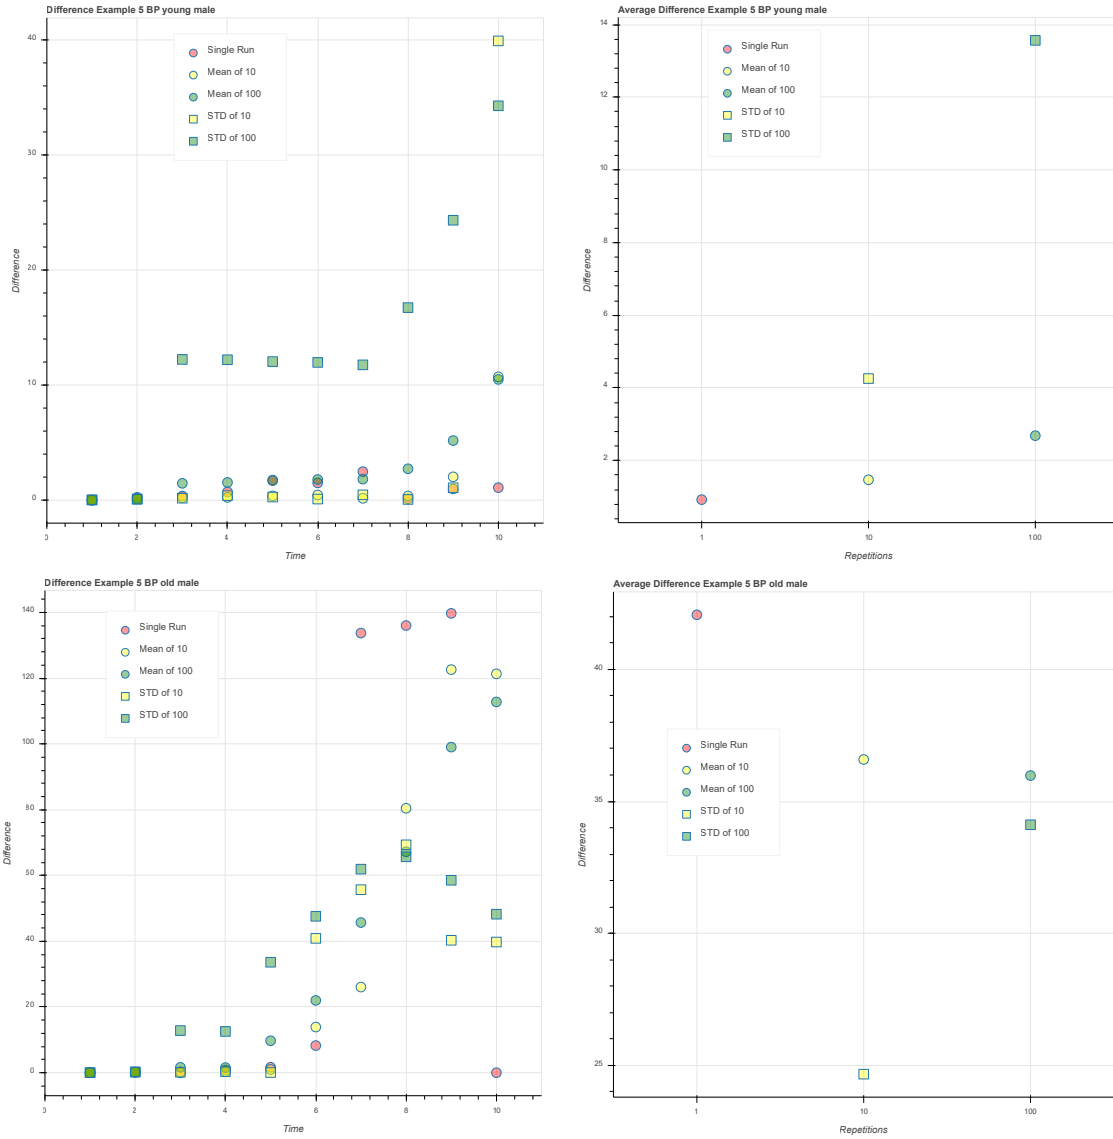 Difference Example 5 BP young male
Single Run
Mean of 10
Mean of 100
STD of 10
STD of 100
40
30
20
10
0
0
2
4
6
8
10
Difference
Time
Average Difference Example 5 BP young male
Single Run
Mean of 10
Mean of 100
STD of 10
STD of 100
14
12
10
8
6
4
2
1
10
100
Difference
Repetitions
Difference Example 5 BP old male
Single Run
Mean of 10
Mean of 100
STD of 10
STD of 100
140
120
100
80
60
40
20
0
0
2
4
6
8
10
Difference
Time
Average Difference Example 5 BP old male
Single Run
Mean of 10
Mean of 100
STD of 10
STD of 100
40
35
30
25
1
10
100
Difference
Repetitions